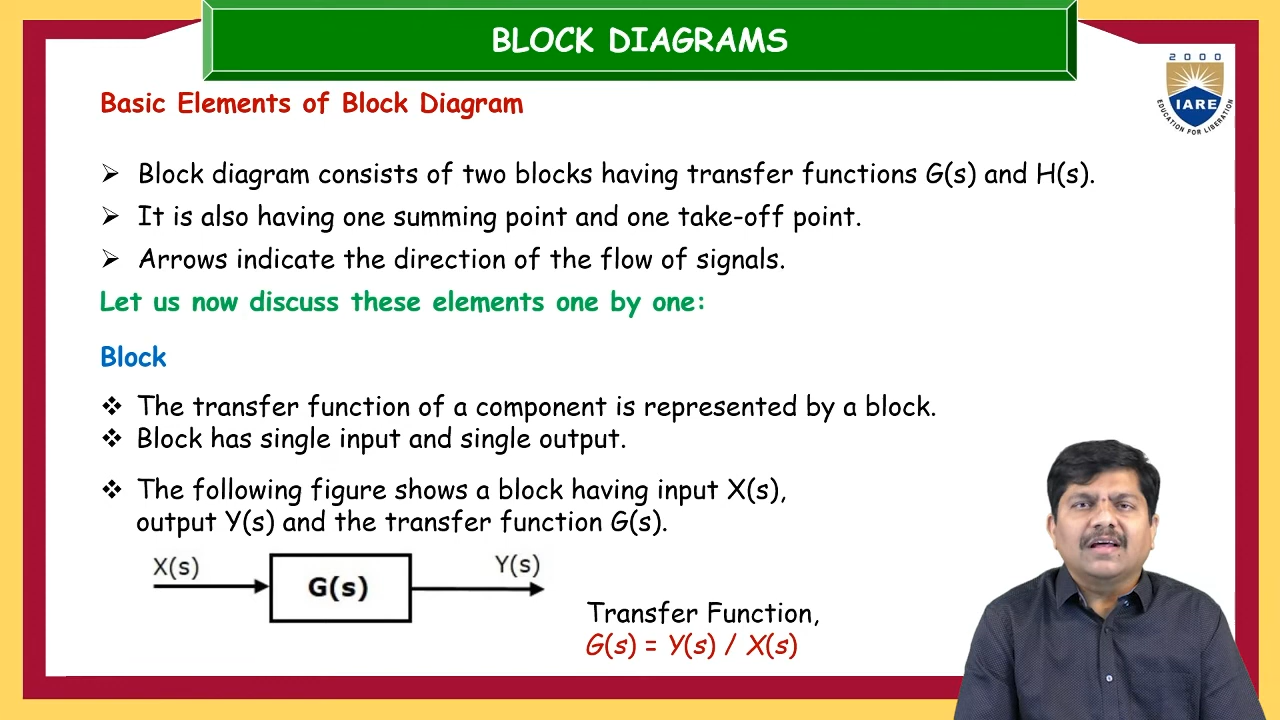 BLOCK DIAGRAMS
2000
IARE
EDUCATION FOR LIBERATION
Basic Elements of Block Diagram
➢ Block diagram consists of two blocks having transfer functions G(s) and H(s).
➢ It is also having one summing point and one take-off point.
➢ Arrows indicate the direction of the flow of signals.
Let us now discuss these elements one by one:
Block
❖ The transfer function of a component is represented by a block.
❖ Block has single input and single output.
❖ The following figure shows a block having input X(s),
output Y(s) and the transfer function G(s).
X(s)
G(s)
Y(s)
Transfer Function,
G(s) = Y(s) / X(s)